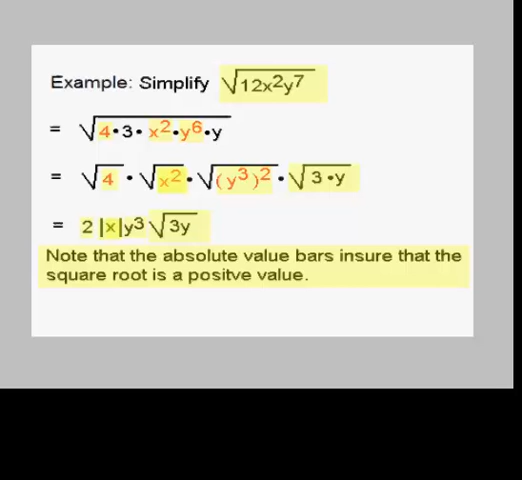 Example: Simplify √12x²y⁷
= √4•3•x²•y⁶•y
= √4 • √x² • √(y³)² • √3•y
= 2|x|y³√3y
Note that the absolute value bars insure that the
square root is a positve value.